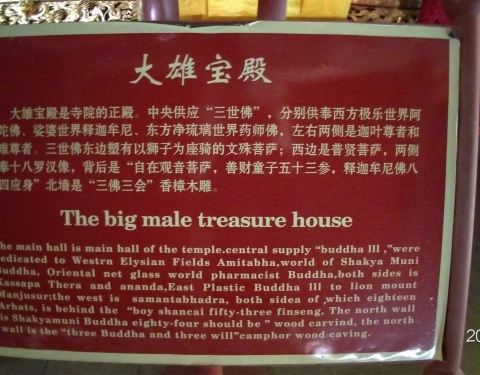 大雄宝殿
大雄宝殿是寺院的正殿。中央供应“三世佛”，分别供奉西方极乐世界阿
陀佛、娑婆世界释迦牟尼、东方净琉璃世界药师佛，左右两侧是迦叶尊者和
难尊者。三世佛东边塑有以狮子为座骑的文殊菩萨；西边是普贤菩萨，两侧
奉十八罗汉像，背后是“自在观音菩萨，善财童子五十三参，释迦牟尼佛八
四应身”北墙是“三佛三会”香樟木雕。
The big male treasure house
he main hall is main hall of the temple.central supply “buddha lll ,”were
edicated to Westrn Elysian Fields Amitabha,world of Shakya Muni
Buddha, Oriental net glass world pharmacist Buddha,both sides is
Kassapa Thera and ananda,East Plastic Buddha lll to lion mount
Manjusur;the west is samantabhadra, both sidea of ,which eighteen
Arhats, is behind the “boy shancai fifty-three finseng. The north wall
is Shakyamuni Buddha eighty-four should be ” wood carvind, the north
wall is the “three Buddha and three will”camphor wood caving.
20